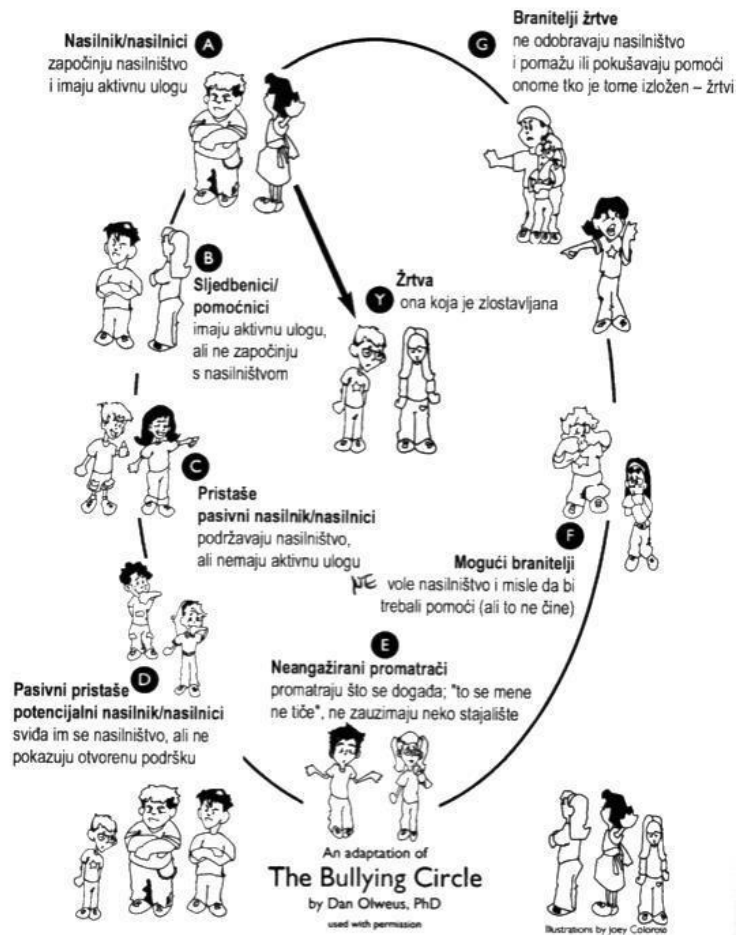 A
Nasilnik/nasilnici
započinju nasilništvo
i imaju aktivnu ulogu
G
Branitelji žrtve
ne odobravaju nasilništvo
i pomažu ili pokušavaju pomoći
onome tko je tome izložen – žrtvi
B
Sljedbenici/
pomoćnici
imaju aktivnu ulogu,
ali ne započinju
s nasilništvom
Y
Žrtva
ona koja je zlostavljana
C
Pristaše
pasivni nasilnik/nasilnici
podržavaju nasilništvo,
ali nemaju aktivnu ulogu
F
Mogući branitelji
NE vole nasilništvo i misle da bi
trebali pomoći (ali to ne čine)
D
Pasivni pristaše
potencijalni nasilnik/nasilnici
sviđa im se nasilništvo, ali ne
pokazuju otvorenu podršku
E
Neangažirani promatrači
promatraju što se događa; "to se mene
ne tiče", ne zauzimaju neko stajalište
An adaptation of
The Bullying Circle
by Dan Olweus, PhD
used with permission
Illustrations by Joey Coloroso